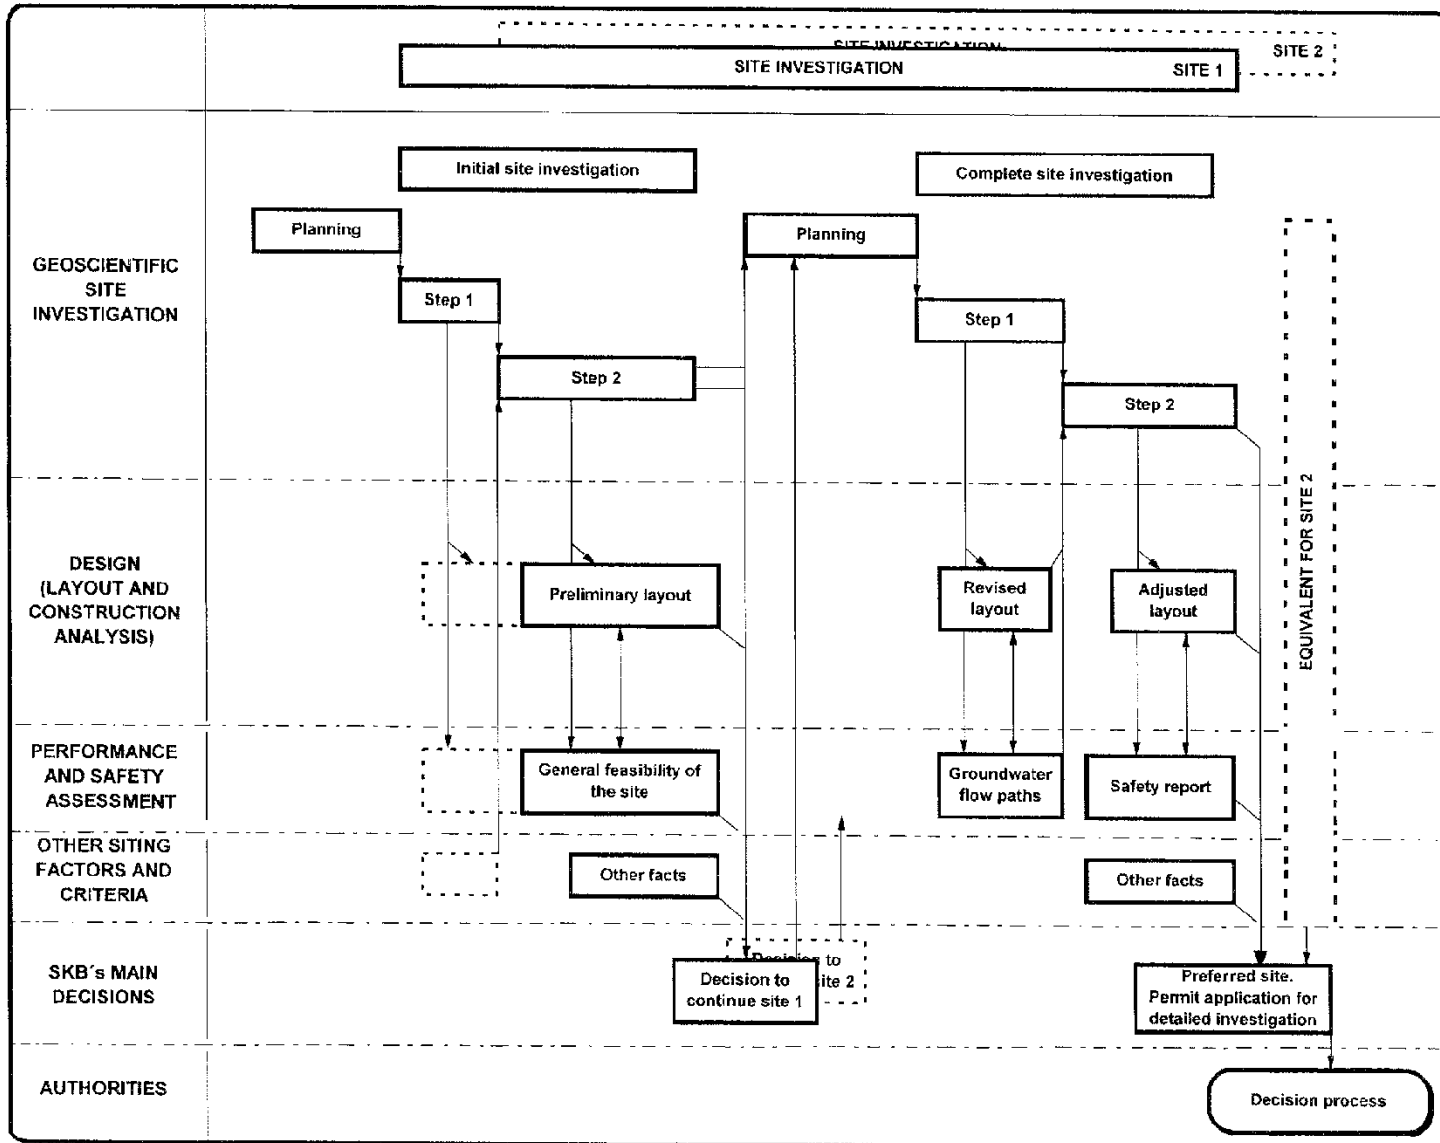 SITE INVESTIGATION
SITE 2
SITE INVESTIGATION
SITE 1
Initial site investigation
Complete site investigation
Planning
Planning
GEOSCIENTIFIC
SITE
INVESTIGATION
Step 1
Step 1
Step 2
Step 2
EQUIVALENT FOR SITE 2
DESIGN
(LAYOUT AND
CONSTRUCTION
ANALYSIS)
Preliminary layout
Revised
layout
Adjusted
layout
PERFORMANCE
AND SAFETY
ASSESSMENT
General feasibility of
the site
Groundwater
flow paths
Safety report
OTHER SITING
FACTORS AND
CRITERIA
Other facts
Other facts
SKB´s MAIN
DECISIONS
to
site 2
Decision to
continue site 1
Preferred site.
Permit application for
detailed investigation
AUTHORITIES
Decision process